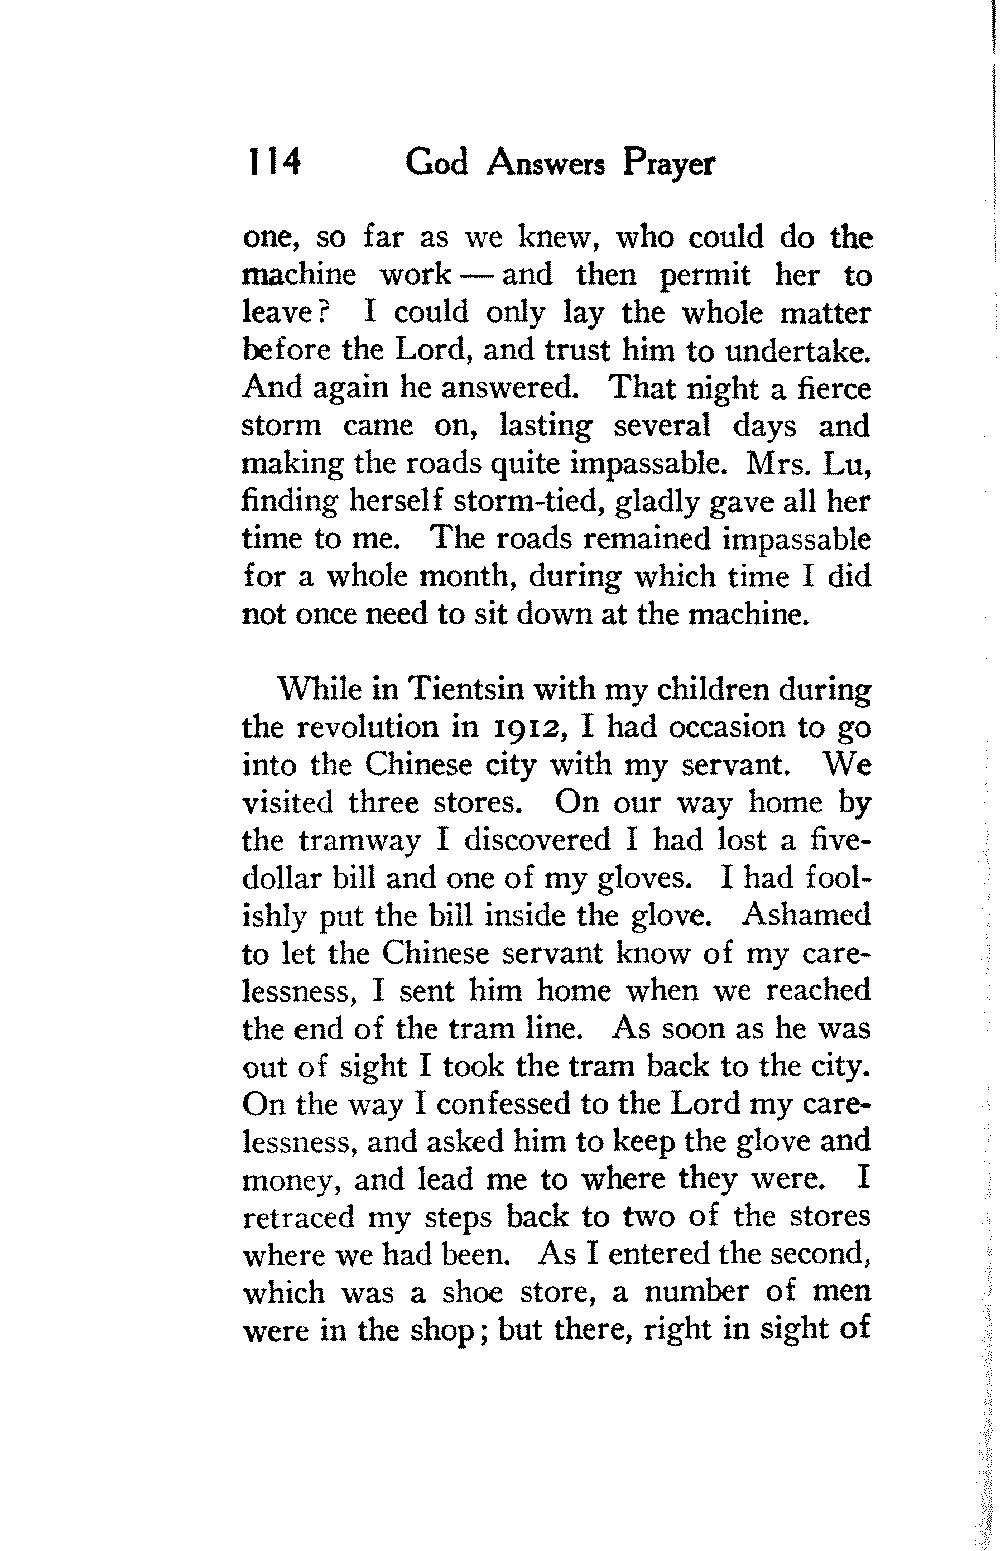 114 God Answers Prayer
one, so far as we knew, who could do the
machine work — and then permit her to
leave? I could only lay the whole matter
before the Lord, and trust him to undertake.
And again he answered. That night a fierce
storm came on, lasting several days and
making the roads quite impassable. Mrs. Lu,
finding herself storm-tied, gladly gave all her
time to me. The roads remained impassable
for a whole month, during which time I did
not once need to sit down at the machine.
While in Tientsin with my children during
the revolution in 1912, I had occasion to go
into the Chinese city with my servant. We
visited three stores. On our way home by
the tramway I discovered I had lost a five-
dollar bill and one of my gloves. I had fool-
ishly put the bill inside the glove. Ashamed
to let the Chinese servant know of my care-
lessness, I sent him home when we reached
the end of the tram line. As soon as he was
out of sight I took the tram back to the city.
On the way I confessed to the Lord my care-
lessness, and asked him to keep the glove and
money, and lead me to where they were. I
retraced my steps back to two of the stores
where we had been. As I entered the second,
which was a shoe store, a number of men
were in the shop; but there, right in sight of